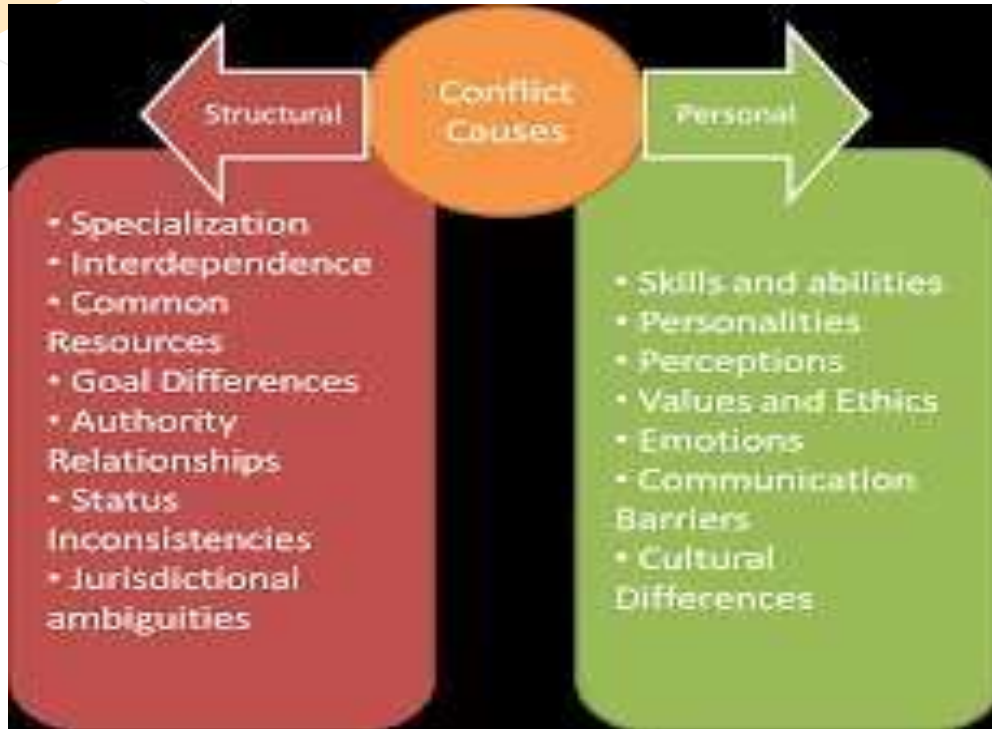 Conflict
Causes
Structural
• Specialization
• Interdependence
• Common
Resources
• Goal Differences
• Authority
Relationships
• Status
Inconsistencies
• Jurisdictional
ambiguities
Personal
• Skills and abilities
• Personalities
• Perceptions
• Values and Ethics
• Emotions
• Communication
Barriers
• Cultural
Differences